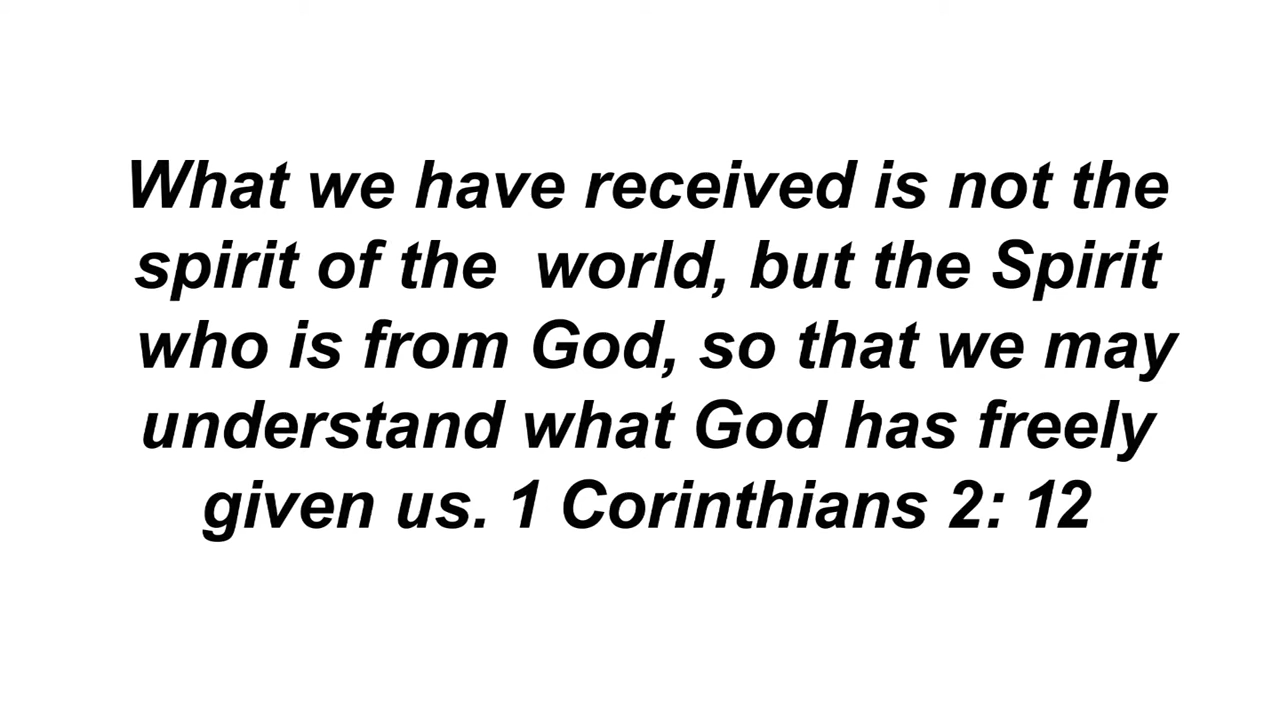 What we have received is not the
spirit of the  world, but the Spirit
who is from God, so that we may
understand what God has freely
given us. 1 Corinthians 2: 12